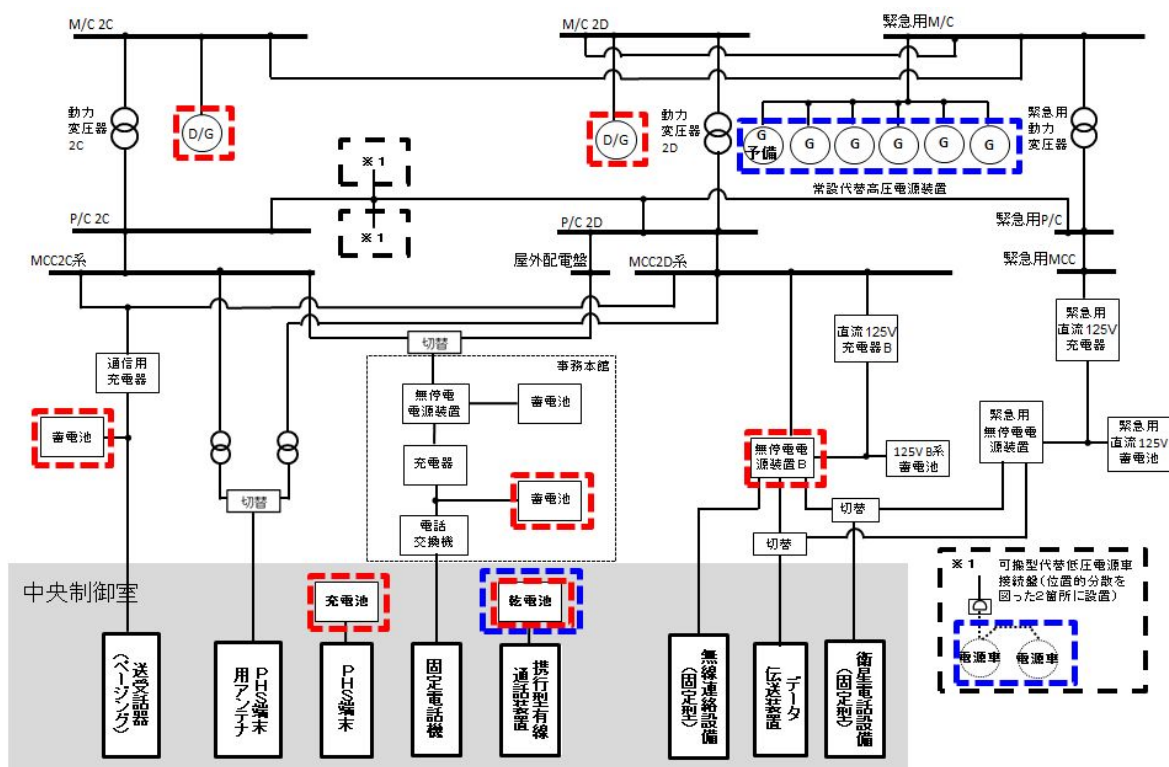 M/C 2C
M/C 2D
緊急用M/C
動力
変圧器
2C
D/G
D/G
動力
変圧器
2D
G
予備
G
G
G
G
G
緊急用
動力
変圧器
常設代替高圧電源装置
※1
※1
P/C 2C
P/C 2D
緊急用P/C
MCC2C系
屋外配電盤
MCC2D系
緊急用MCC
通信用
充電器
切替
事務本館
直流125V
充電器B
緊急用
直流125V
充電器
蓄電池
無停電
電源装置
蓄電池
充電器
蓄電池
電話
交換機
切替
無停電電
源装置B
125V B系
蓄電池
緊急用
無停電電
源装置
緊急用
直流125V
蓄電池
切替
切替
中央制御室
充電池
乾電池
送受話器
(ページング)
PHS端末
用アンテナ
PHS端末
固定電話機
携行型有線
通話装置
無線連絡設備
(固定型)
データ
伝送装置
衛星電話設備
(固定型)
※1
可搬型代替低圧電源車
接続盤(位置的分散を
図った2箇所に設置)
電源車
電源車